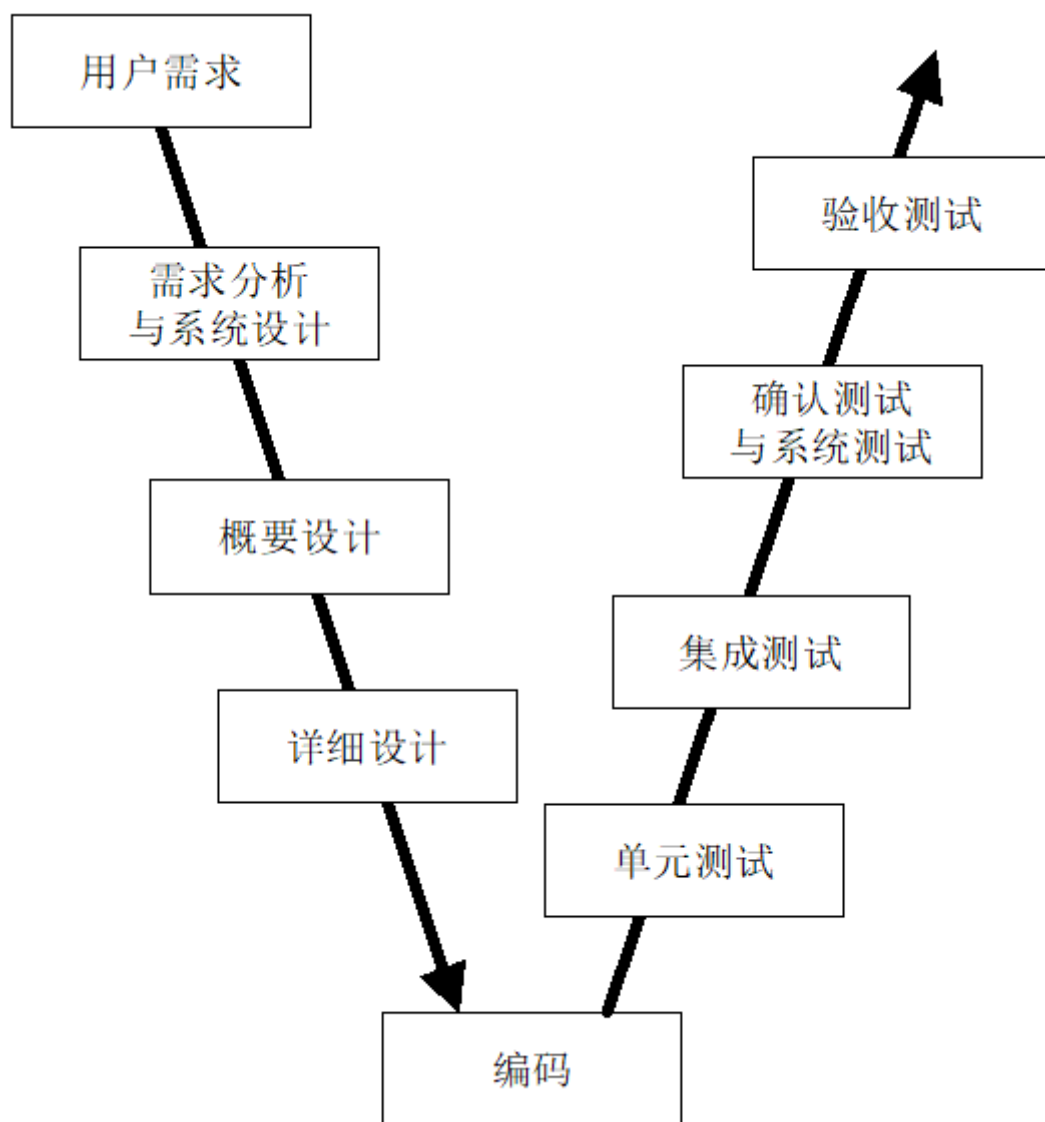 用户需求
需求分析
与系统设计
概要设计
详细设计
编码
单元测试
集成测试
确认测试
与系统测试
验收测试